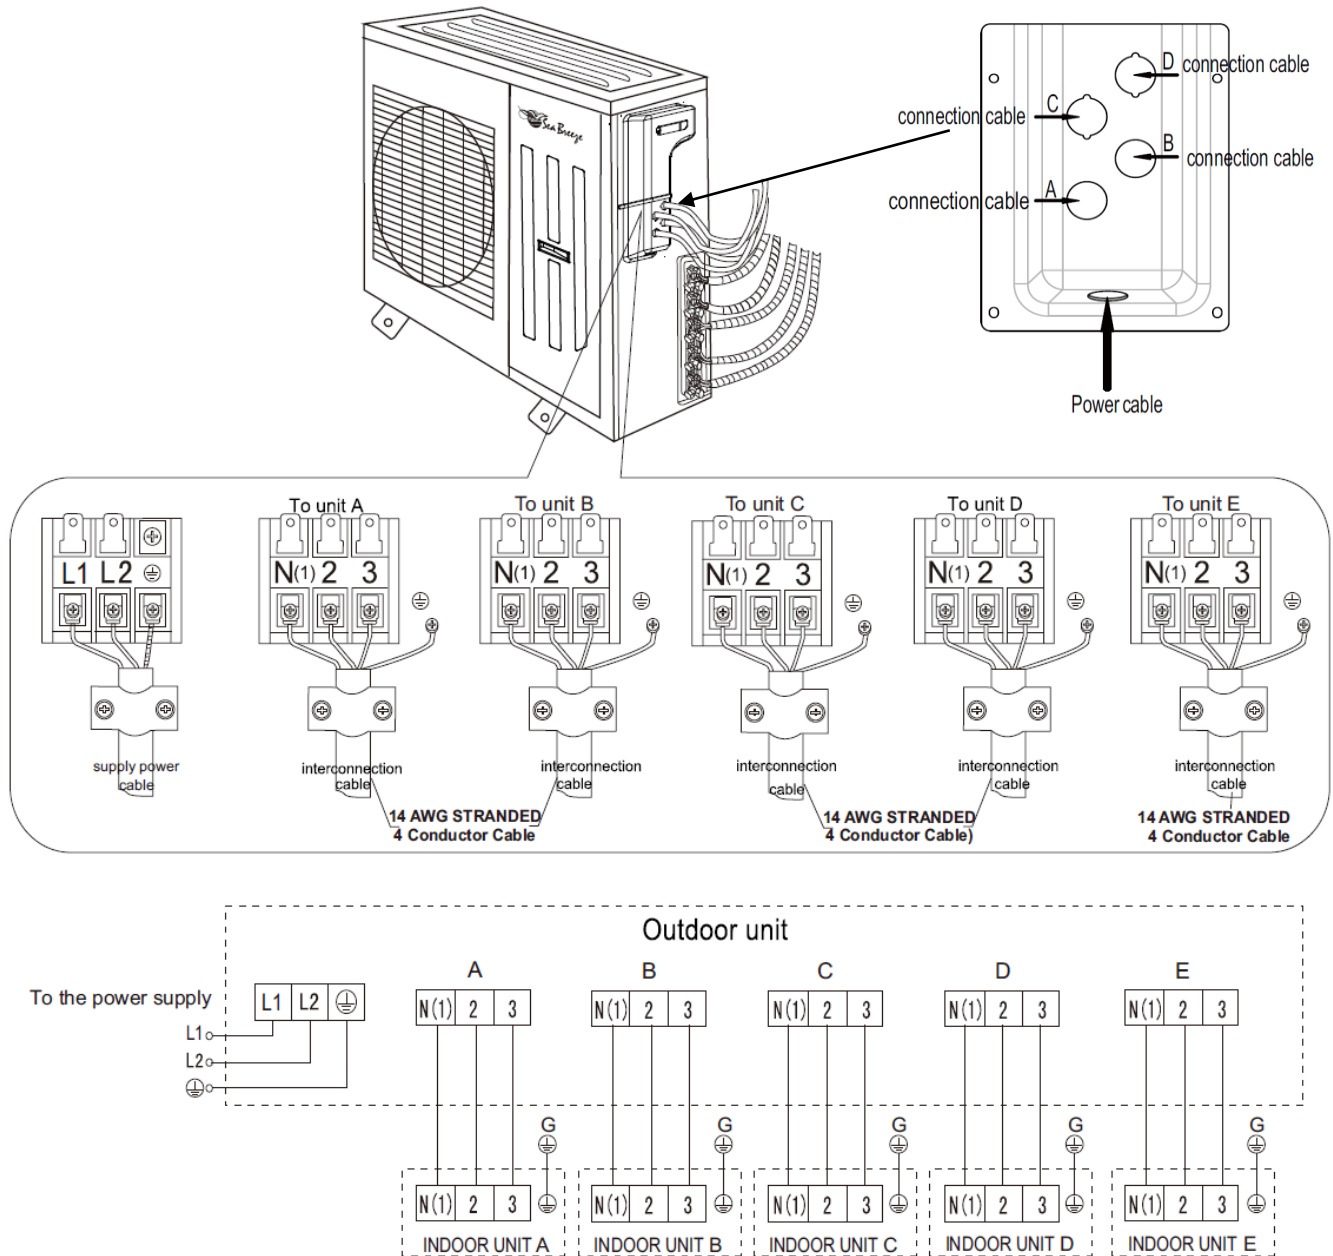 Sea Breeze
D connection cable
connection cable C
B connection cable
connection cable A
Power cable
To unit A
To unit B
To unit C
To unit D
To unit E
L1 L2
N(1) 2 3
N(1) 2 3
N(1) 2 3
N(1) 2 3
N(1) 2 3
supply power
cable
interconnection
cable
interconnection
cable
interconnection
cable
interconnection
cable
interconnection
cable
14 AWG STRANDED
4 Conductor Cable
14 AWG STRANDED
4 Conductor Cable)
14 AWG STRANDED
4 Conductor Cable
Outdoor unit
A B C D E
To the power supply
L1 L2
N(1) 2 3
N(1) 2 3
N(1) 2 3
N(1) 2 3
N(1) 2 3
L1
L2
G G G G G
N(1) 2 3
N(1) 2 3
N(1) 2 3
N(1) 2 3
N(1) 2 3
INDOOR UNIT A
INDOOR UNIT B
INDOOR UNIT C
INDOOR UNIT D
INDOOR UNIT E